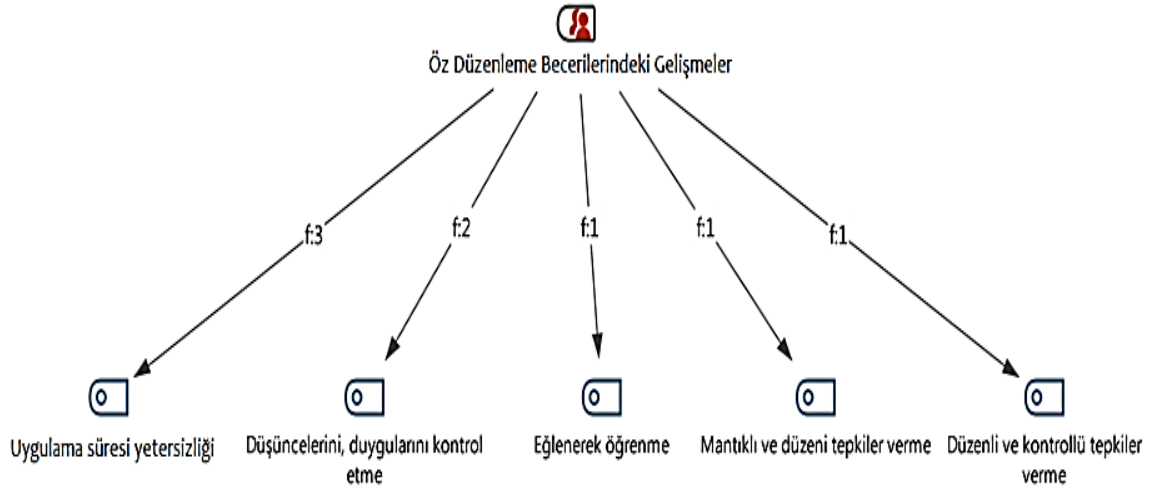 Öz Düzenleme Becerilerindeki Gelişmeler
f:3
f:2
f:1
f:1
f:1
Uygulama süresi yetersizliği
Düşüncelerini, duygularını kontrol
etme
Eğlenerek öğrenme
Mantıklı ve düzeni tepkiler verme
Düzenli ve kontrollü tepkiler
verme